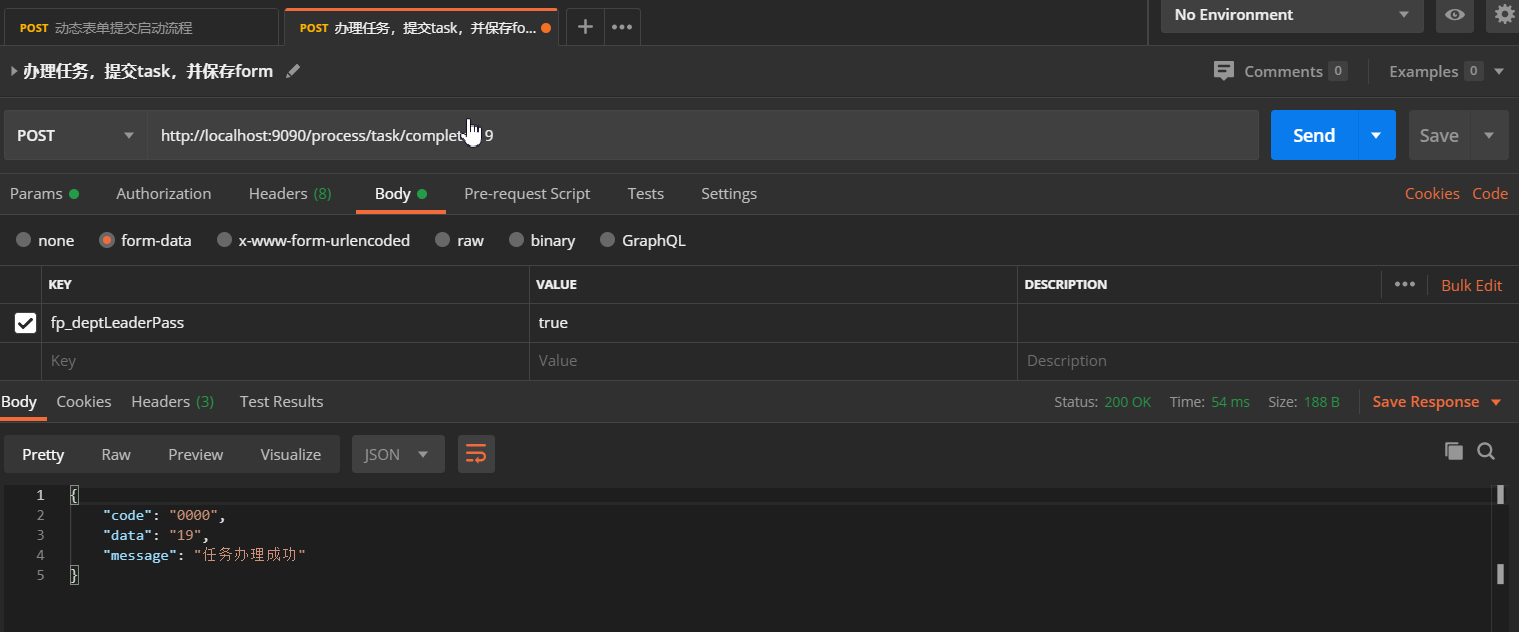 POST 动态表单提交启动流程
POST 办理任务，提交task，并保存fo...
No Environment
办理任务，提交task，并保存form
Comments 0
Examples 0
POST
http://localhost:9090/process/task/complet 9
Send
Save
Params
Authorization
Headers (8)
Body
Pre-request Script
Tests
Settings
Cookies
Code
none
form-data
x-www-form-urlencoded
raw
binary
GraphQL
KEY
VALUE
DESCRIPTION
Bulk Edit
fp_deptLeaderPass
true
Key
Value
Description
Body
Cookies
Headers (3)
Test Results
Status: 200 OK
Time: 54 ms
Size: 188 B
Save Response
Pretty
Raw
Preview
Visualize
JSON
1 {
2 "code": "0000",
3 "data": "19",
4 "message": "任务办理成功"
5 }